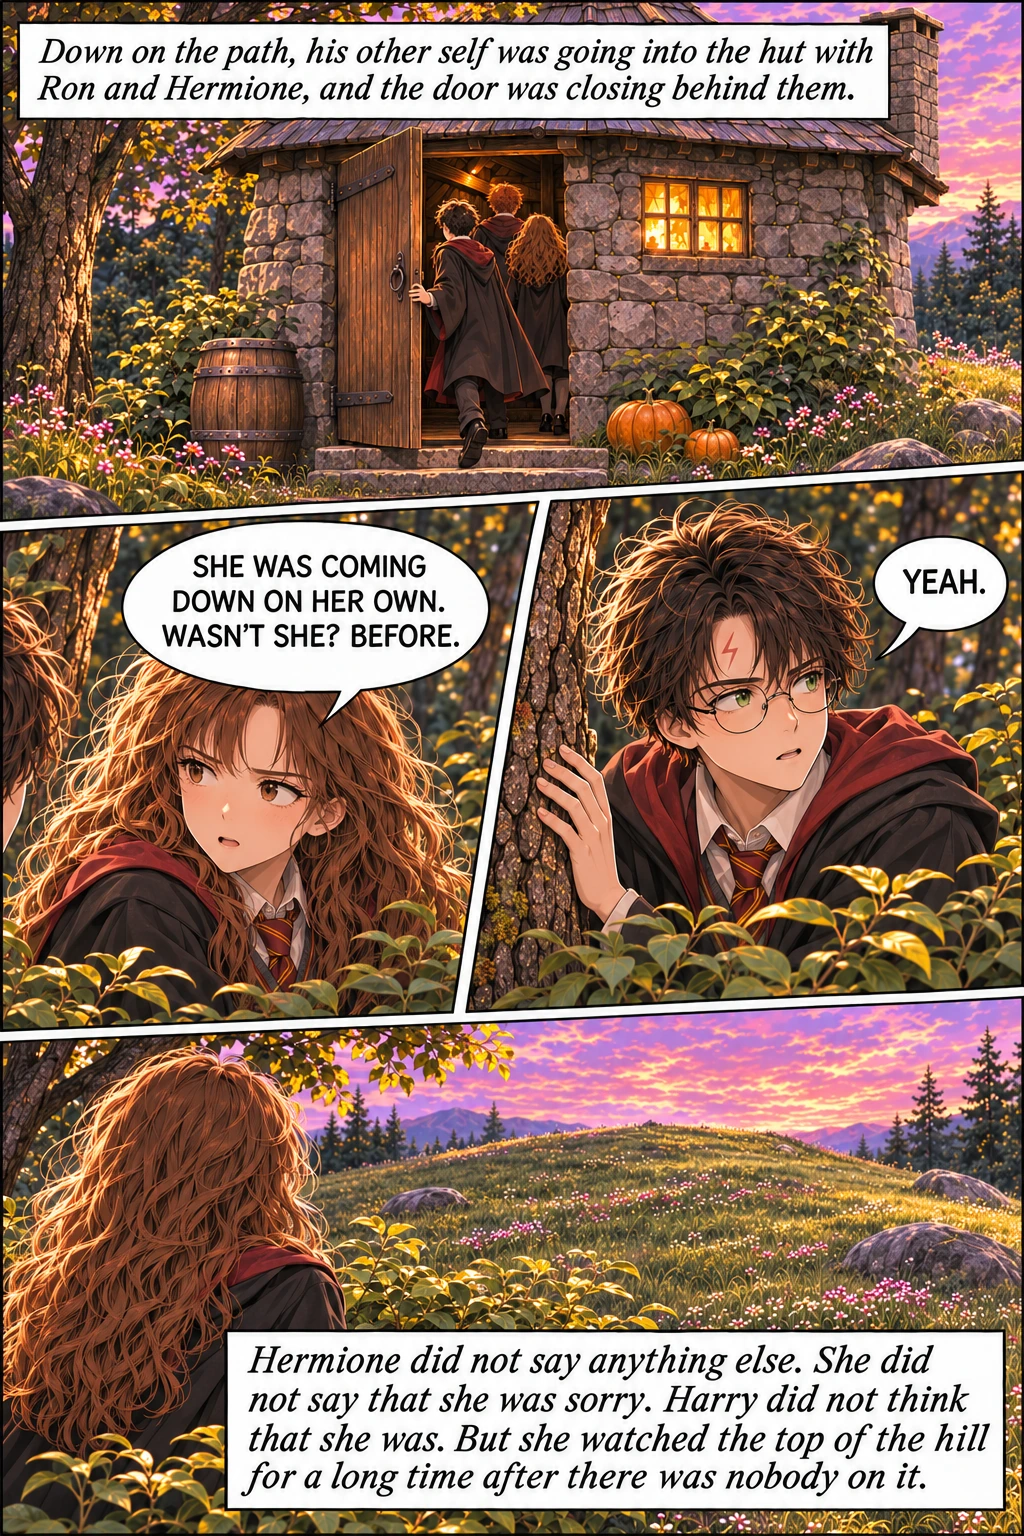 Down on the path, his other self was going into the hut with
Ron and Hermione, and the door was closing behind them.
SHE WAS COMING
DOWN ON HER OWN.
WASN'T SHE? BEFORE.
YEAH.
Hermione did not say anything else. She did
not say that she was sorry. Harry did not think
that she was. But she watched the top of the hill
for a long time after there was nobody on it.